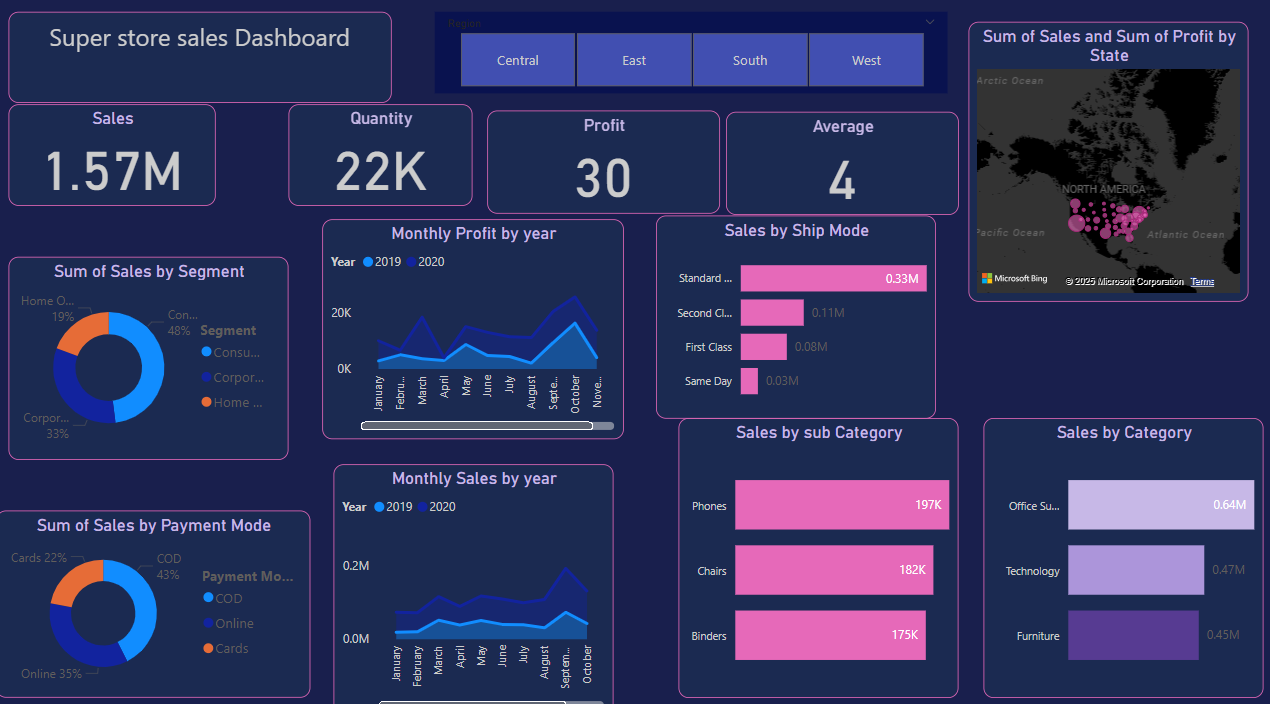 Super store sales Dashboard
Region
Central
East
South
West
Sum of Sales and Sum of Profit by
State
Arctic Ocean
NORTH AMERICA
Pacific Ocean
Atlantic Ocean
Microsoft Bing
© 2025 Microsoft Corporation Terms
Sales
1.57M
Quantity
22K
Profit
30
Average
4
Sum of Sales by Segment
Home O...
19%
Con...
48%
Corpor...
33%
Segment
Consu...
Corpor...
Home ...
Monthly Profit by year
Year 2019 2020
20K
0K
January
Febru...
March
April
May
June
July
August
Septe...
October
Nove...
Sales by Ship Mode
Standard ...
0.33M
Second Cl...
0.11M
First Class
0.08M
Same Day
0.03M
Sum of Sales by Payment Mode
Cards 22%
COD
43%
Online 35%
Payment Mo...
COD
Online
Cards
Monthly Sales by year
Year 2019 2020
0.2M
0.0M
January
February
March
April
May
June
July
August
Septem...
October
Sales by sub Category
Phones
197K
Chairs
182K
Binders
175K
Sales by Category
Office Su...
0.64M
Technology
0.47M
Furniture
0.45M